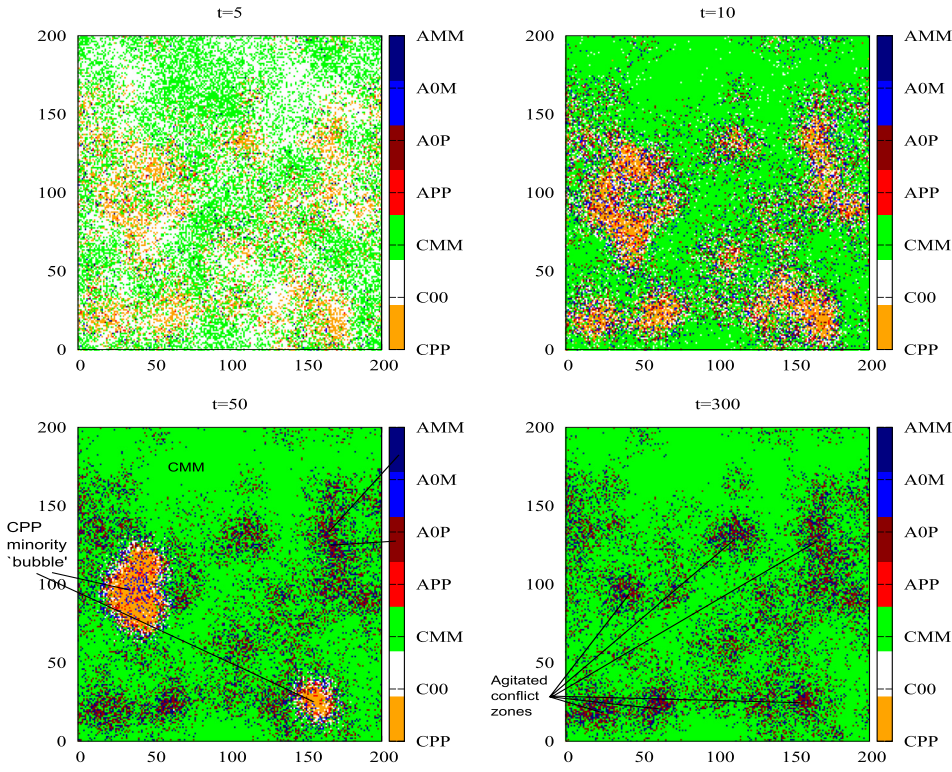 t=5
200
150
100
50
0
0
50
100
150
200
AMM
A0M
A0P
APP
CMM
C00
CPP
t=10
200
150
100
50
0
0
50
100
150
200
AMM
A0M
A0P
APP
CMM
C00
CPP
t=50
200
150
100
50
0
0
50
100
150
200
CMM
CPP
minority
`bubble'
AMM
A0M
A0P
APP
CMM
C00
CPP
t=300
200
150
100
50
0
0
50
100
150
200
Agitated
conflict
zones
AMM
A0M
A0P
APP
CMM
C00
CPP